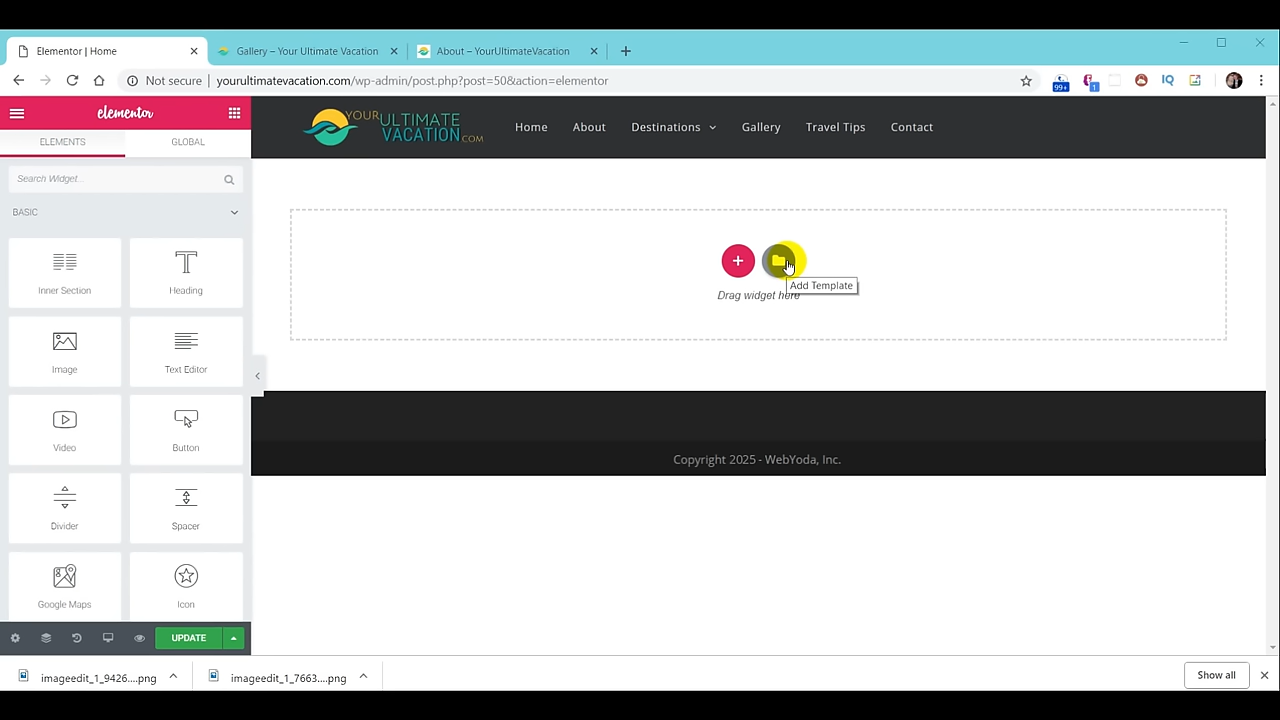 Elementor | Home
Gallery – Your Ultimate Vacation
About – YourUltimateVacation
Not secure | yourultimatevacation.com/wp-admin/post.php?post=50&action=elementor
99+
1
IQ
elementor
ELEMENTS
GLOBAL
Search Widget...
BASIC
Inner Section
Heading
Image
Text Editor
Video
Button
Divider
Spacer
Google Maps
Icon
UPDATE
YOUR ULTIMATE
VACATION.COM
Home
About
Destinations
Gallery
Travel Tips
Contact
Add Template
Drag widget here
Copyright 2025 - WebYoda, Inc.
imageedit_1_9426....png
imageedit_1_7663....png
Show all